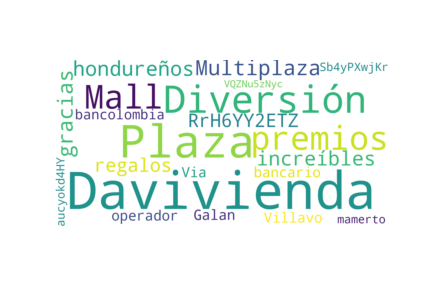 Sb4yPXwjKr
hondureños Multiplaza
VQZNu5zNyc
Mall Diversión
bancolombia RrH6YY2ETZ
gracias
Plaza premios
increíbles
regalos Via bancario
Davivienda
aucyokd4HY
operador Galan Villavo mamerto